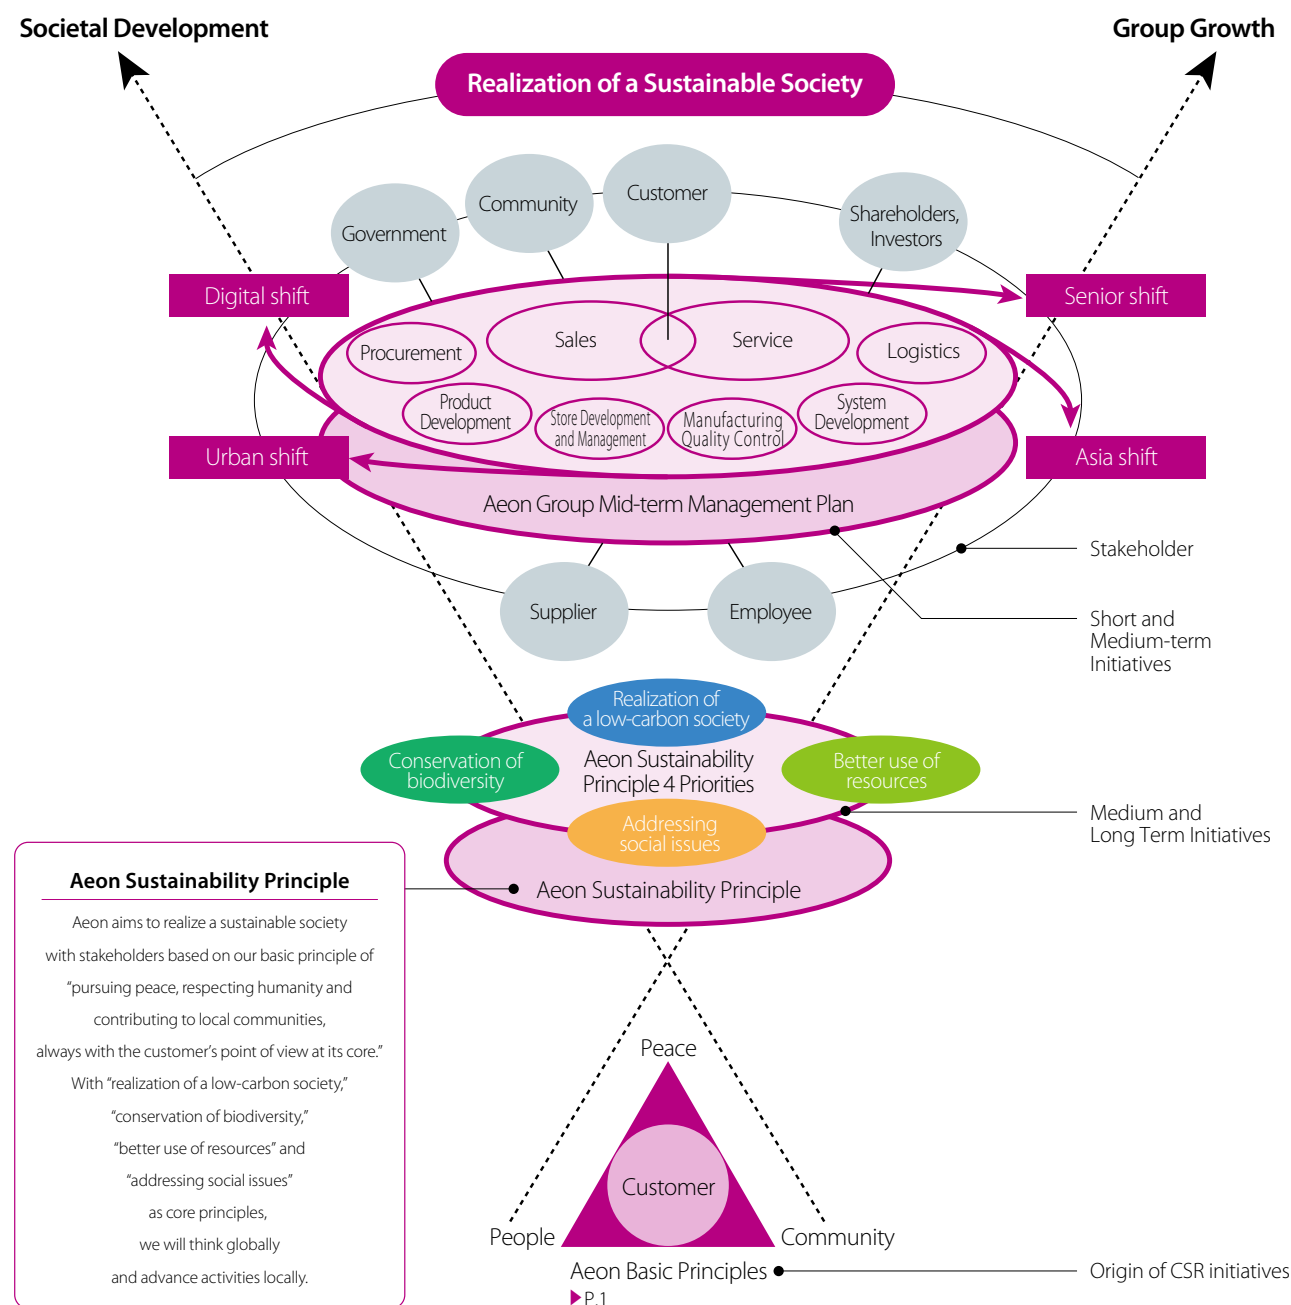 Societal Development
Group Growth
Realization of a Sustainable Society
Customer
Community
Shareholders,
Investors
Government
Digital shift
Senior shift
Sales
Service
Procurement
Logistics
Product
Development
Store Development
and Management
Manufacturing
Quality Control
System
Development
Urban shift
Asia shift
Aeon Group Mid-term Management Plan
Stakeholder
Supplier
Employee
Short and
Medium-term
Initiatives
Realization of
a low-carbon society
Conservation of
biodiversity
Aeon Sustainability
Principle 4 Priorities
Better use of
resources
Addressing
social issues
Medium and
Long Term Initiatives
Aeon Sustainability Principle
Aeon Sustainability Principle
Aeon aims to realize a sustainable society
with stakeholders based on our basic principle of
“pursuing peace, respecting humanity and
contributing to local communities,
always with the customer’s point of view at its core.”
With “realization of a low-carbon society,”
“conservation of biodiversity,”
“better use of resources” and
“addressing social issues”
as core principles,
we will think globally
and advance activities locally.
Peace
Customer
People
Community
Aeon Basic Principles
Origin of CSR initiatives
P.1